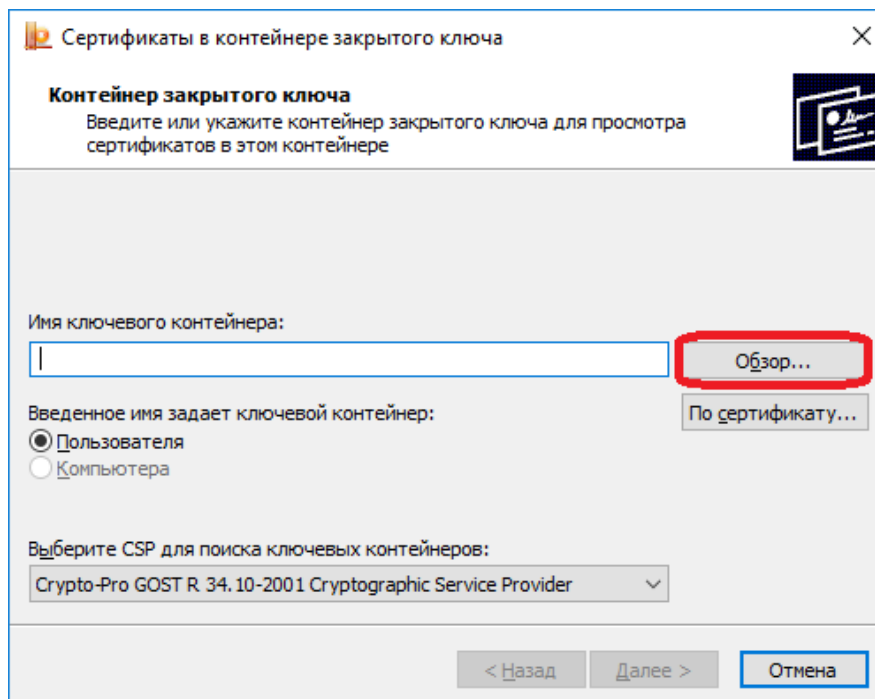 Сертификаты в контейнере закрытого ключа
Контейнер закрытого ключа
Введите или укажите контейнер закрытого ключа для просмотра
сертификатов в этом контейнере
Имя ключевого контейнера:
Обзор...
Введенное имя задает ключевой контейнер:
По сертификату...
Пользователя
Компьютера
Выберите CSP для поиска ключевых контейнеров:
Crypto-Pro GOST R 34.10-2001 Cryptographic Service Provider
< Назад
Далее >
Отмена